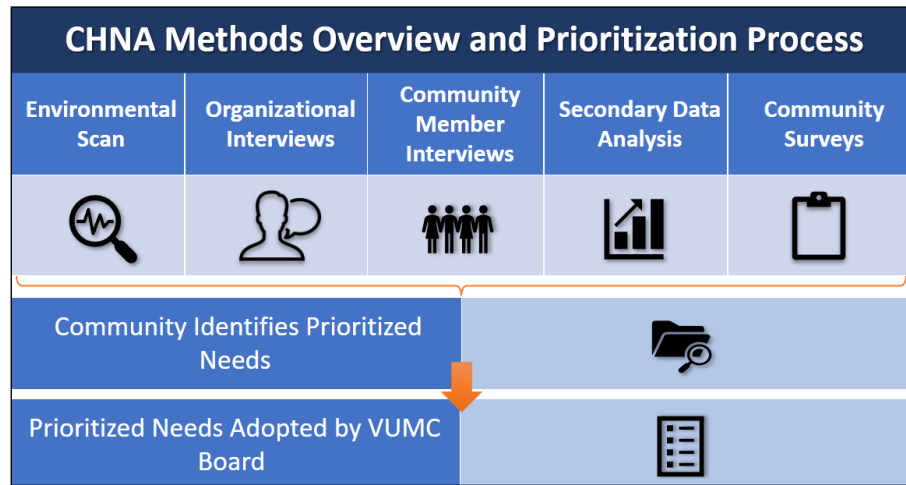 CHNA Methods Overview and Prioritization Process
Environmental
Scan
Organizational
Interviews
Community
Member
Interviews
Secondary Data
Analysis
Community
Surveys
Community Identifies Prioritized
Needs
Prioritized Needs Adopted by VUMC
Board